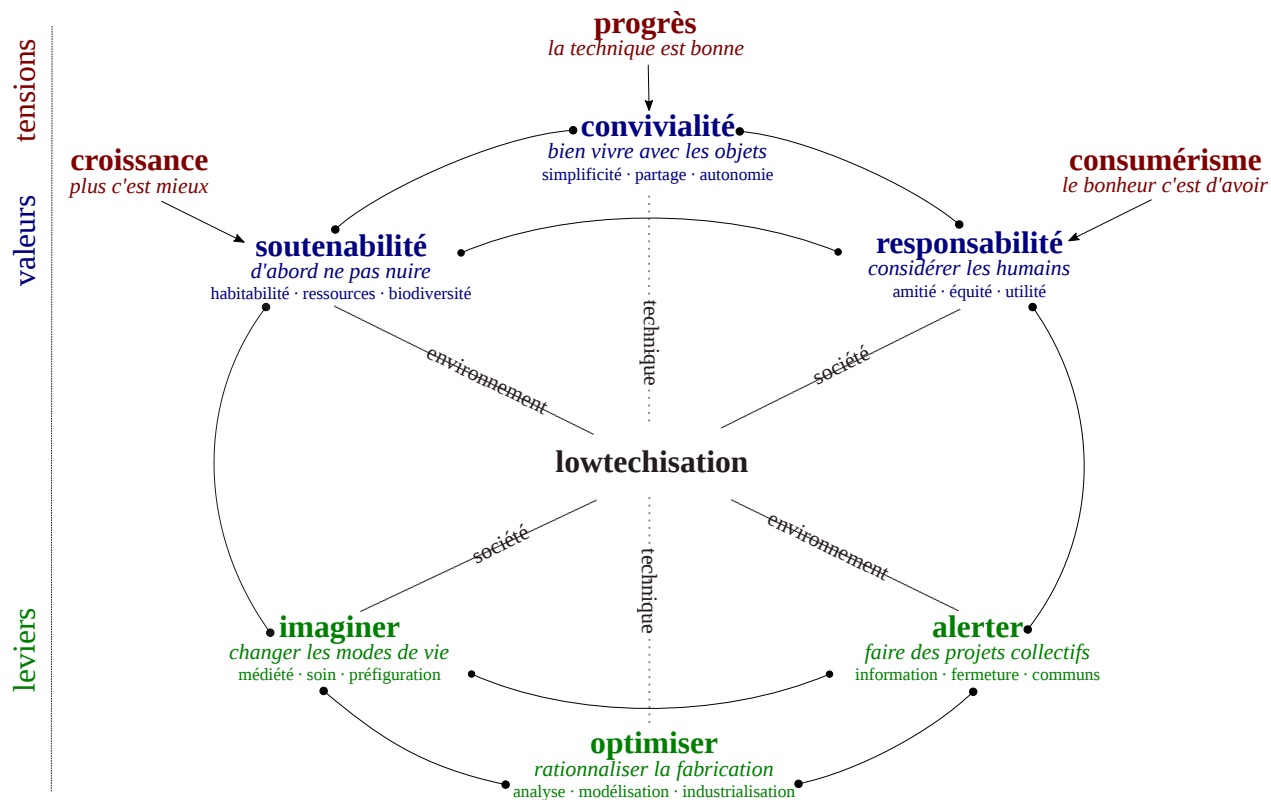 tensions
valeurs
leviers
progrès
la technique est bonne
croissance
plus c'est mieux
consumérisme
le bonheur c'est d'avoir
convivialité
bien vivre avec les objets
simplificité · partage · autonomie
soutenabilité
d'abord ne pas nuire
habitabilité · ressources · biodiversité
responsabilité
considérer les humains
amitié · équité · utilité
environnement
technique
société
lowtechisation
société
technique
environnement
imaginer
changer les modes de vie
médiété · soin · préfiguration
alerter
faire des projets collectifs
information · fermeture · communs
optimiser
rationnaliser la fabrication
analyse · modélisation · industrialisation